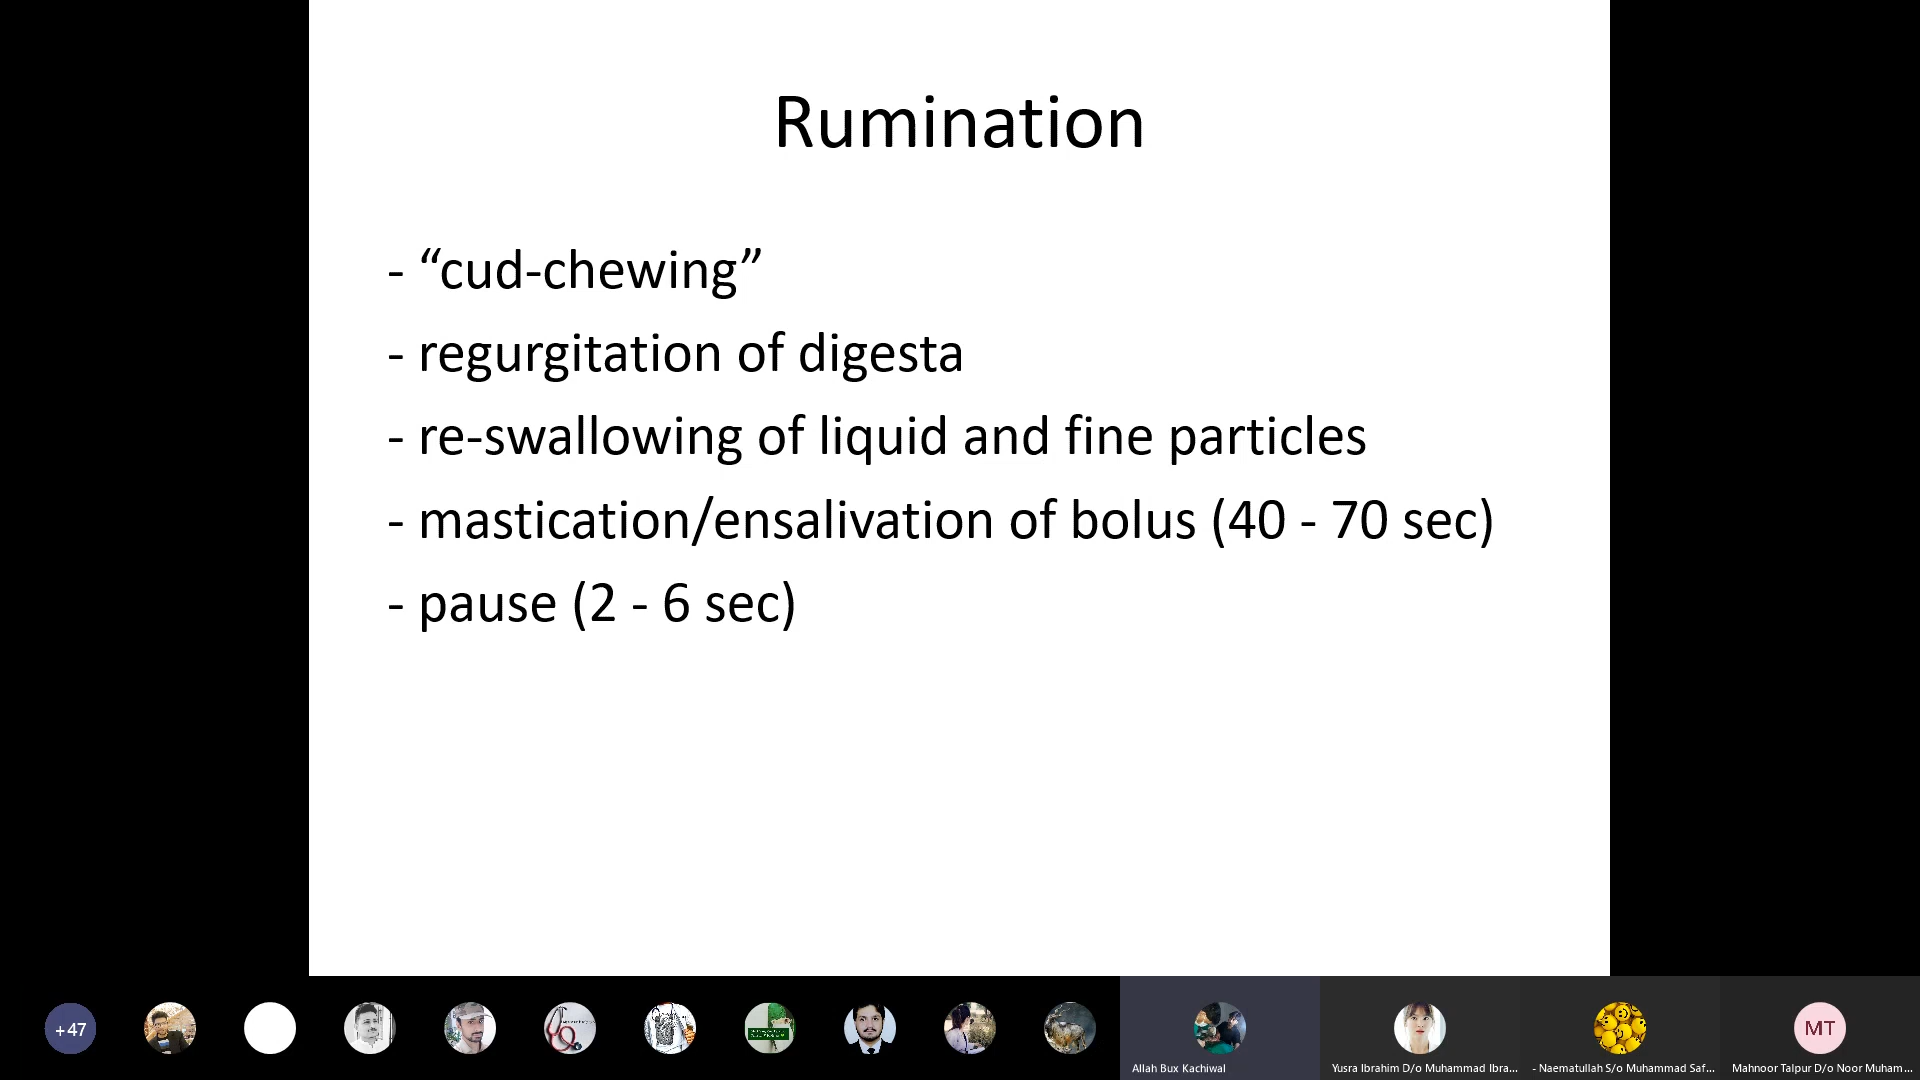 Rumination
- “cud-chewing”
- regurgitation of digesta
- re-swallowing of liquid and fine particles
- mastication/ensalivation of bolus (40 - 70 sec)
- pause (2 - 6 sec)
+47
Allah Bux Kachiwal
Yusra Ibrahim D/o Muhammad Ibra...
- Naematullah S/o Muhammad Saf...
MT
Mahnoor Talpur D/o Noor Muham...